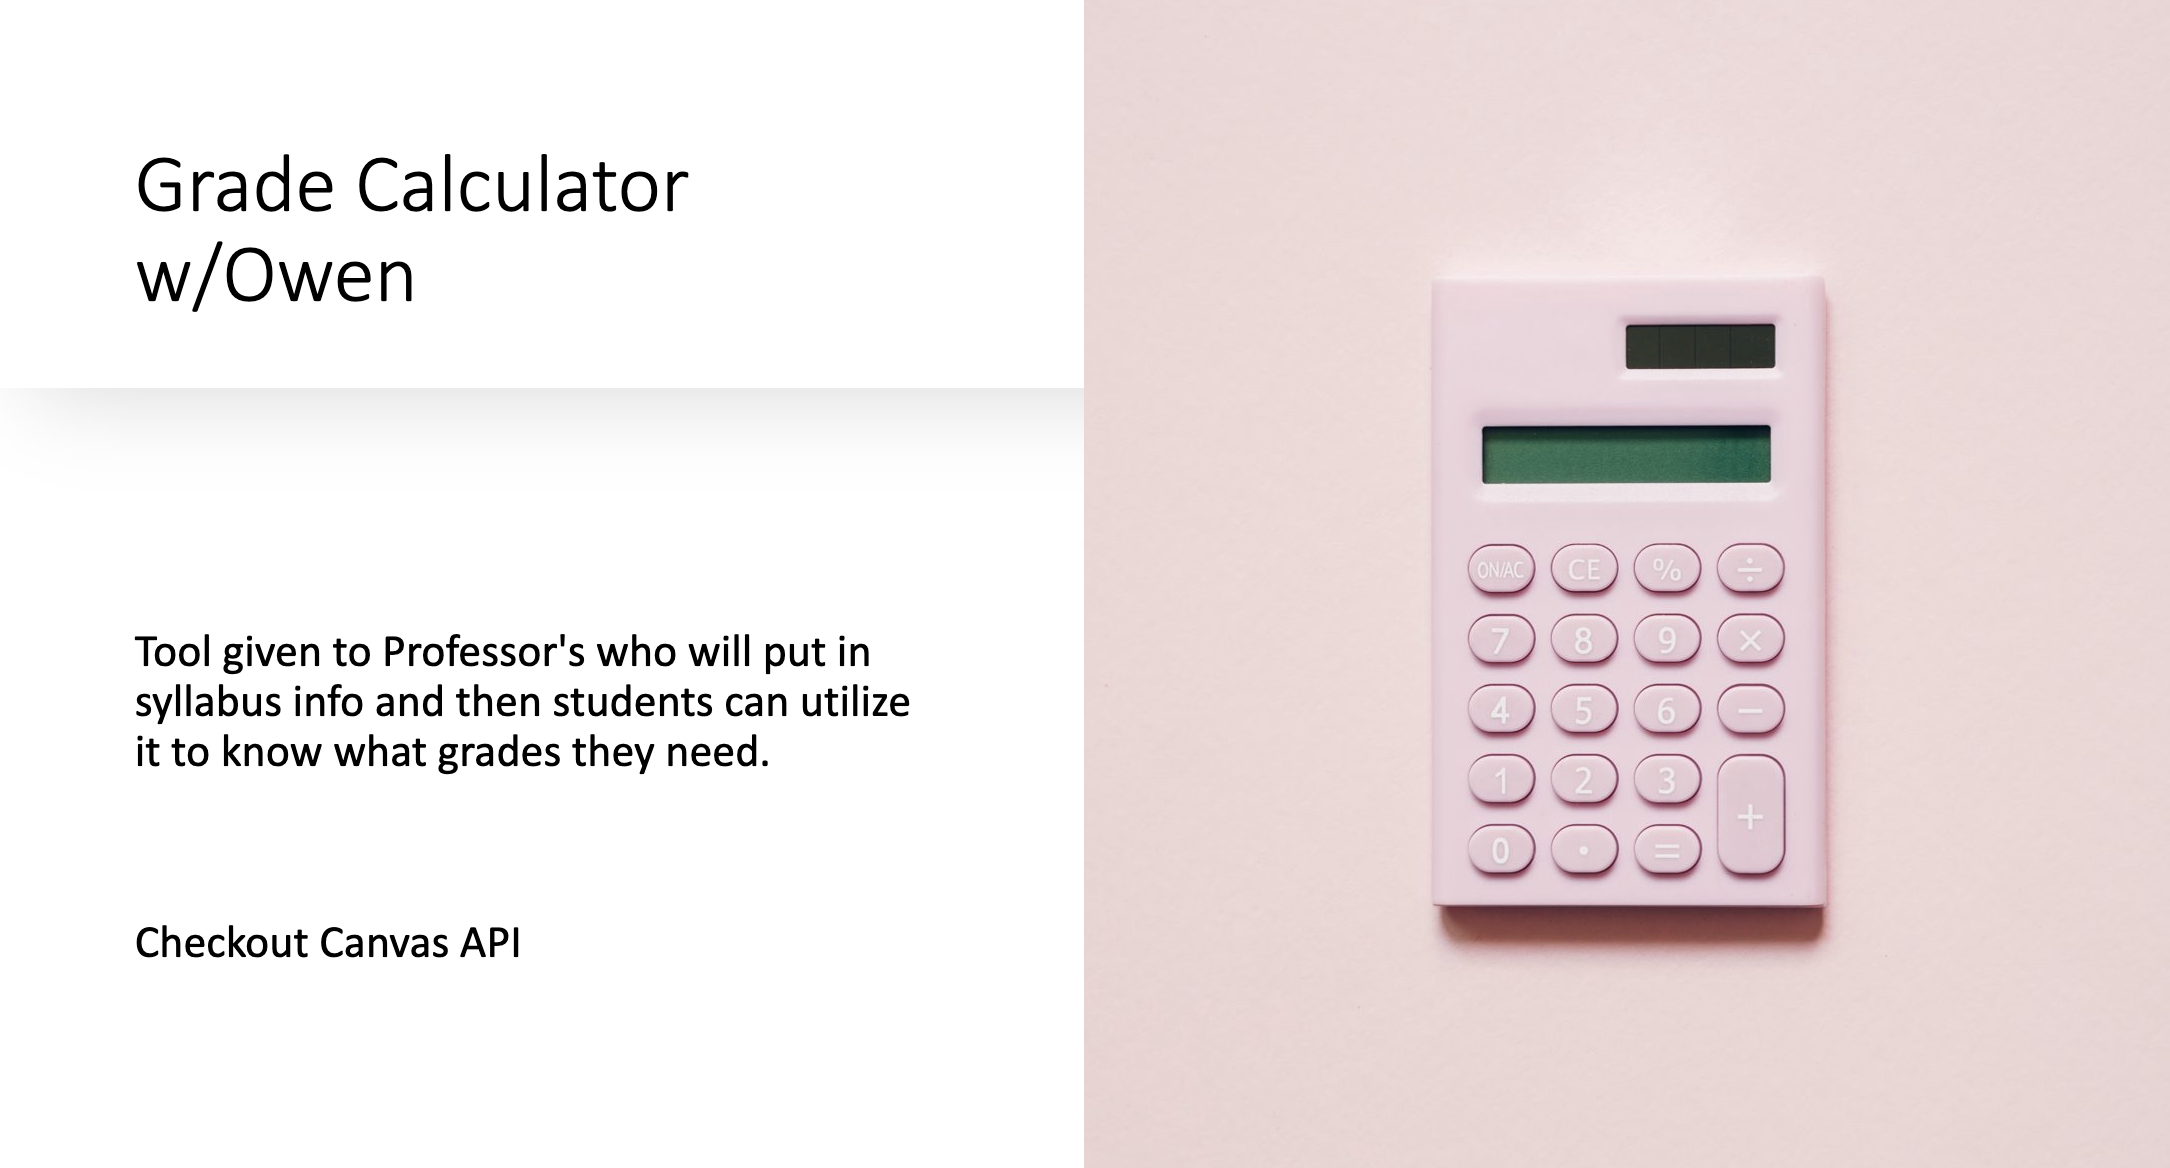 Grade Calculator
w/Owen
Tool given to Professor's who will put in
syllabus info and then students can utilize
it to know what grades they need.
Checkout Canvas API
ON/AC CE % ÷
7 8 9 ×
4 5 6 −
1 2 3 +
0 . =